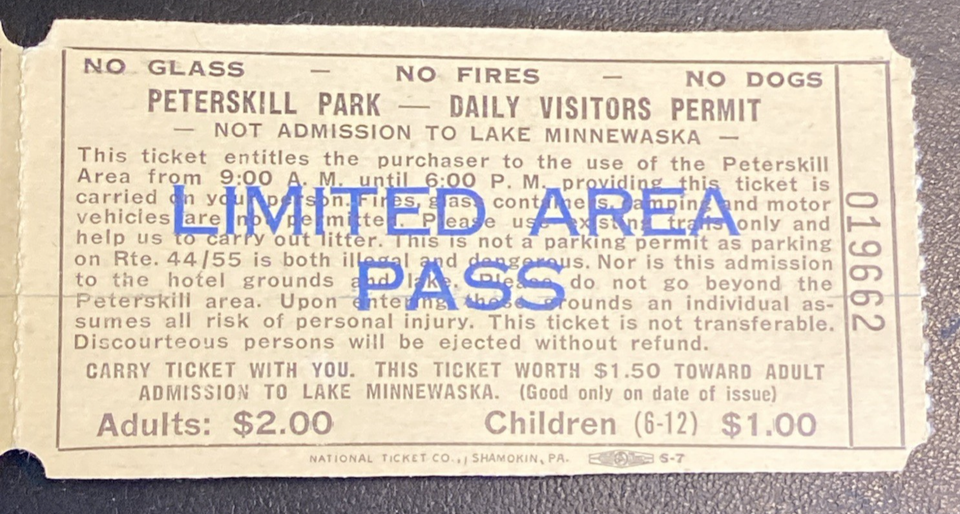 NO GLASS — NO FIRES — NO DOGS
PETERSKILL PARK — DAILY VISITORS PERMIT
— NOT ADMISSION TO LAKE MINNEWASKA —
This ticket entitles the purchaser to the use of the Peterskill
Area from 9:00 A. M. until 6:00 P. M. providing this ticket is
carried on your person. Fires, glass containers, camping and motor
vehicles are not permitted. Please use existing trails only and
help us to carry out litter. This is not a parking permit as parking
on Rte. 44/55 is both illegal and dangerous. Nor is this admission
to the hotel grounds and lake. Please do not go beyond the
Peterskill area. Upon entering these grounds an individual as-
sumes all risk of personal injury. This ticket is not transferable.
Discourteous persons will be ejected without refund.
CARRY TICKET WITH YOU. THIS TICKET WORTH $1.50 TOWARD ADULT
ADMISSION TO LAKE MINNEWASKA. (Good only on date of issue)
Adults: $2.00 Children (6-12) $1.00
NATIONAL TICKET CO., SHAMOKIN, PA. S-7
LIMITED AREA
PASS
019662